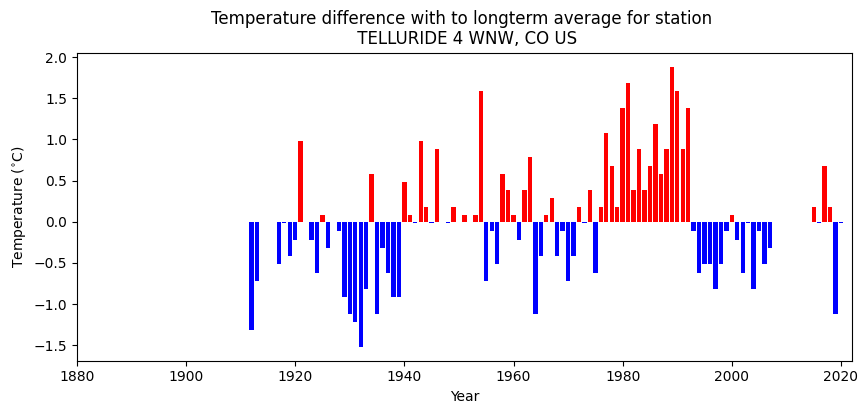 Temperature difference with to longterm average for station
TELLURIDE 4 WNW, CO US
2.0
1.5
1.0
0.5
0.0
−0.5
−1.0
−1.5
Temperature (°C)
1880 1900 1920 1940 1960 1980 2000 2020
Year